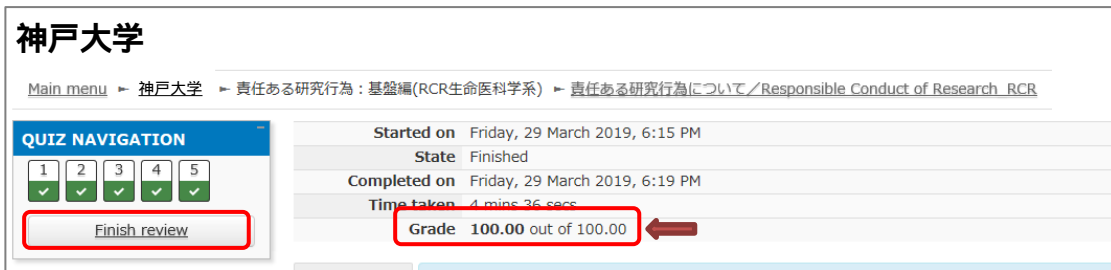 神戸大学
Main menu ► 神戸大学 ► 責任ある研究行為：基盤編(RCR生命医科学系) ► 責任ある研究行為について／Responsible Conduct of Research_RCR
QUIZ NAVIGATION
1 2 3 4 5
Finish review
Started on Friday, 29 March 2019, 6:15 PM
State Finished
Completed on Friday, 29 March 2019, 6:19 PM
Time taken 4 mins 36 secs
Grade 100.00 out of 100.00